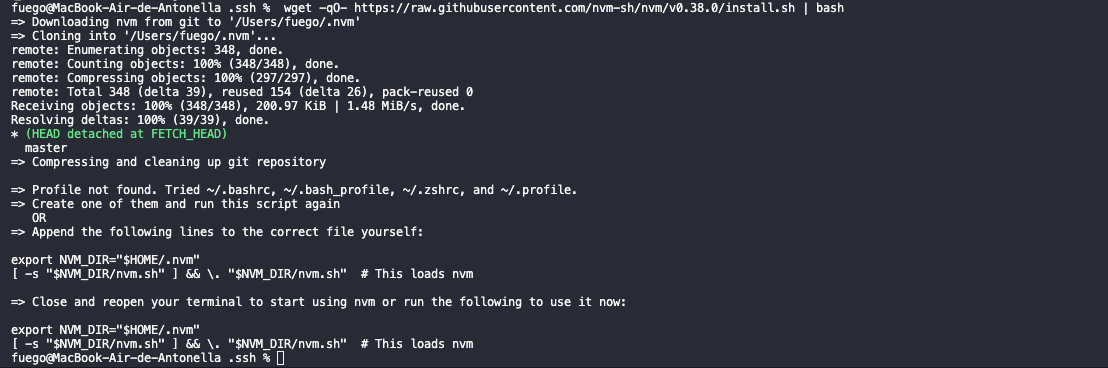 fuego@MacBook-Air-de-Antonella .ssh %  wget -qO- https://raw.githubusercontent.com/nvm-sh/nvm/v0.38.0/install.sh | bash
=> Downloading nvm from git to '/Users/fuego/.nvm'
=> Cloning into '/Users/fuego/.nvm'...
remote: Enumerating objects: 348, done.
remote: Counting objects: 100% (348/348), done.
remote: Compressing objects: 100% (297/297), done.
remote: Total 348 (delta 39), reused 154 (delta 26), pack-reused 0
Receiving objects: 100% (348/348), 200.97 KiB | 1.48 MiB/s, done.
Resolving deltas: 100% (39/39), done.
* (HEAD detached at FETCH_HEAD)
  master
=> Compressing and cleaning up git repository

=> Profile not found. Tried ~/.bashrc, ~/.bash_profile, ~/.zshrc, and ~/.profile.
=> Create one of them and run this script again
   OR
=> Append the following lines to the correct file yourself:

export NVM_DIR="$HOME/.nvm"
[ -s "$NVM_DIR/nvm.sh" ] && \. "$NVM_DIR/nvm.sh"  # This loads nvm

=> Close and reopen your terminal to start using nvm or run the following to use it now:

export NVM_DIR="$HOME/.nvm"
[ -s "$NVM_DIR/nvm.sh" ] && \. "$NVM_DIR/nvm.sh"  # This loads nvm
fuego@MacBook-Air-de-Antonella .ssh %